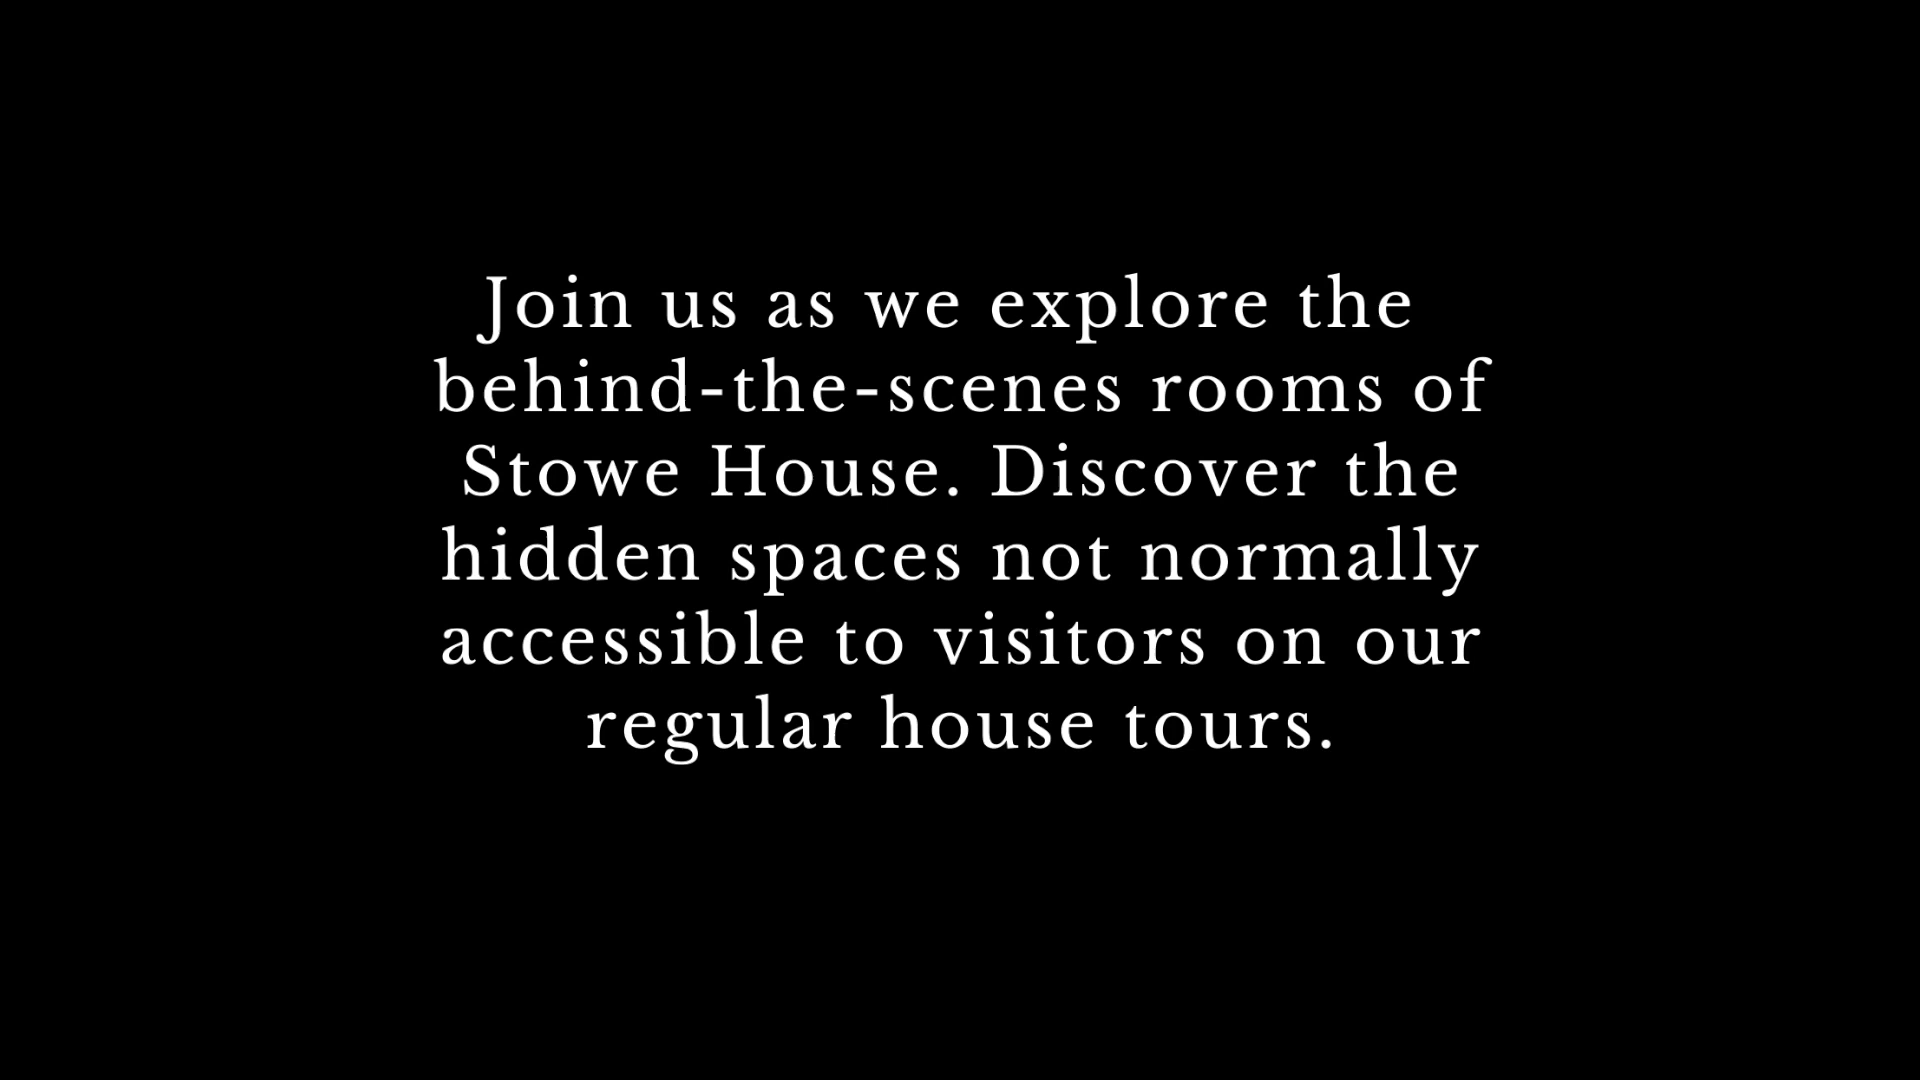 Join us as we explore the
behind-the-scenes rooms of
Stowe House. Discover the
hidden spaces not normally
accessible to visitors on our
regular house tours.